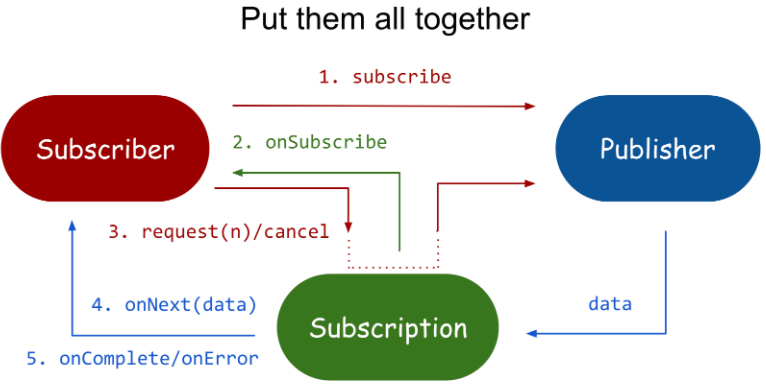 Put them all together
1. subscribe
Subscriber
2. onSubscribe
Publisher
3. request(n)/cancel
4. onNext(data)
data
Subscription
5. onComplete/onError